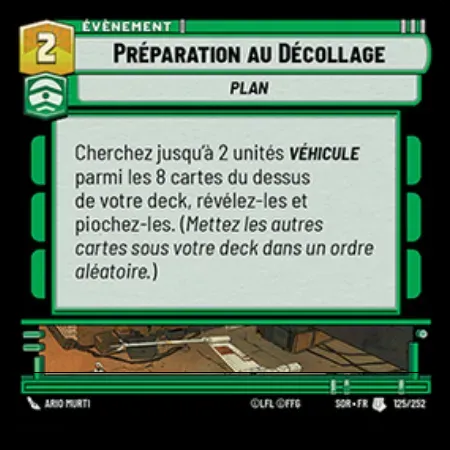 ÉVÈNEMENT
2
PRÉPARATION AU DÉCOLLAGE
PLAN
Cherchez jusqu'à 2 unités VÉHICULE
parmi les 8 cartes du dessus
de votre deck, révélez-les et
piochez-les. (Mettez les autres
cartes sous votre deck dans un ordre
aléatoire.)
ARIO MURTI
©LFL ©FFG
SOR • FR
125/252